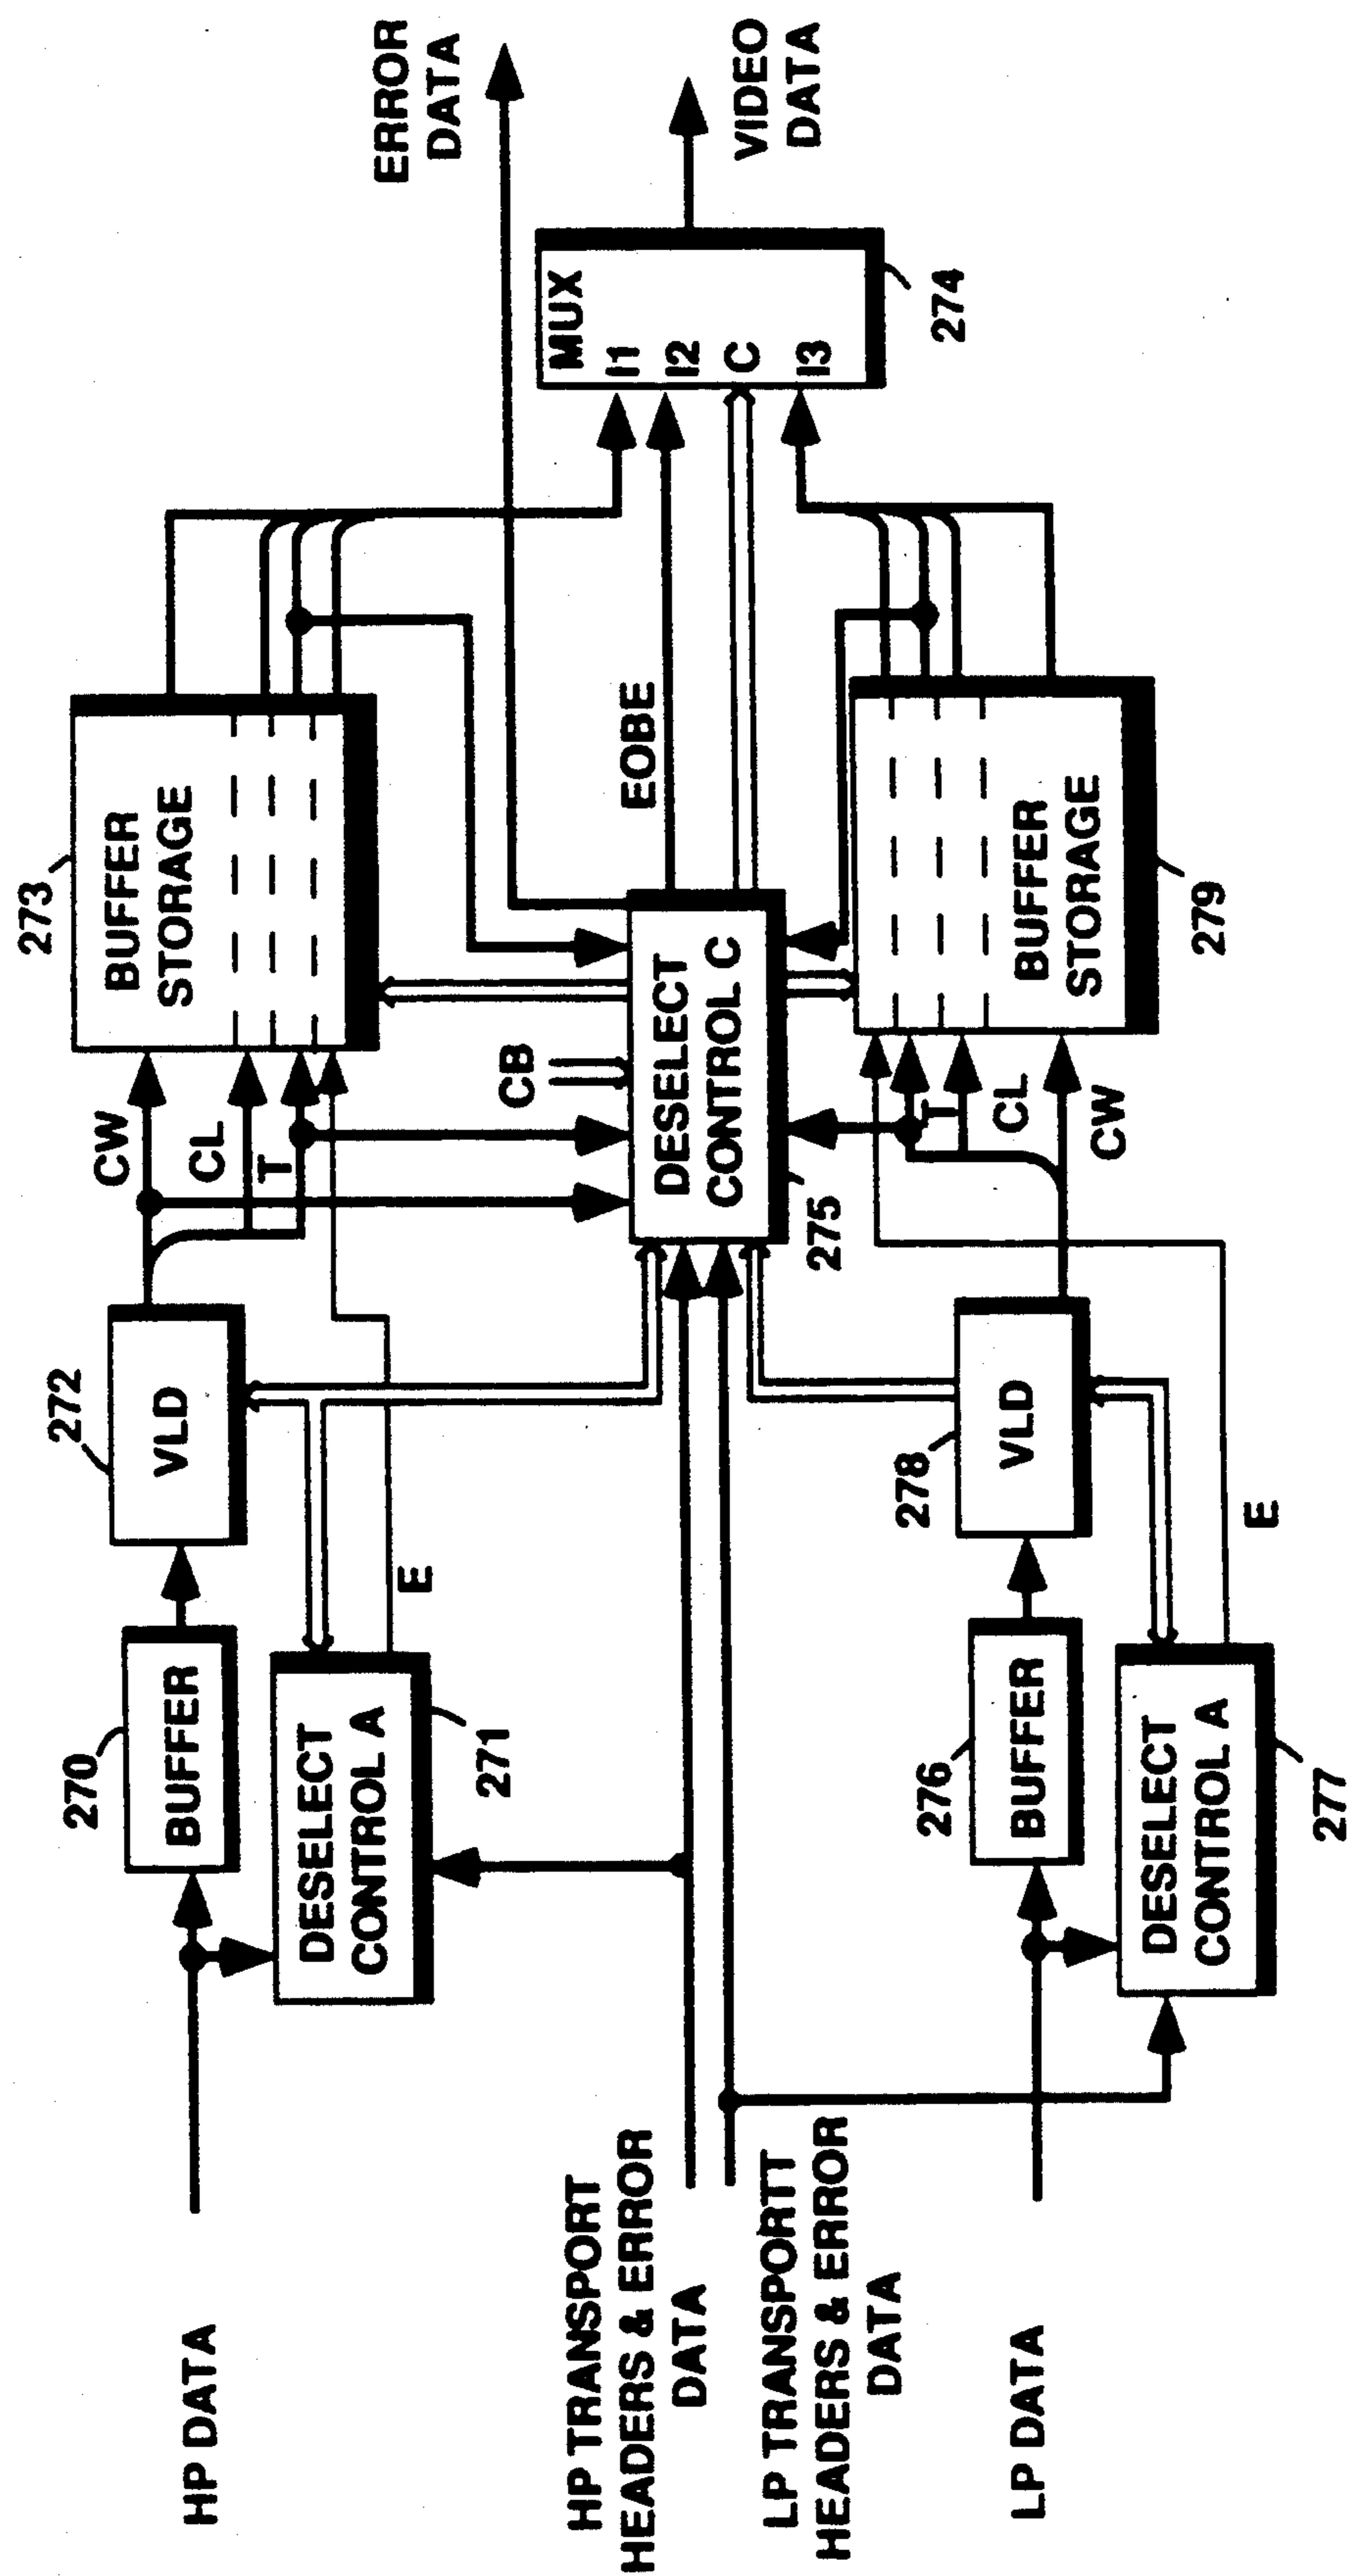 HP DATA
270
BUFFER
DESELECT
CONTROL A
271
272
VLD
E
CW
CL
T
273
BUFFER
STORAGE
ERROR
DATA
HP TRANSPORT
HEADERS & ERROR
DATA
LP TRANSPORTT
HEADERS & ERROR
DATA
CB
DESELECT
CONTROL C
275
EOBE
MUX
I1
I2
C
I3
274
VIDEO
DATA
LP DATA
276
BUFFER
DESELECT
CONTROL A
277
278
VLD
E
T
CL
CW
BUFFER
STORAGE
279